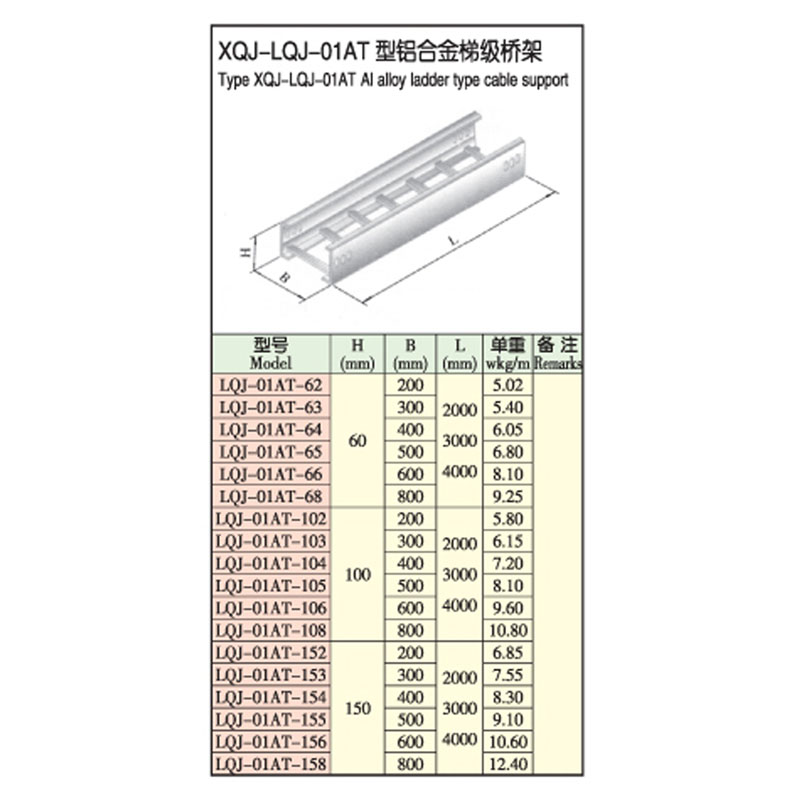 XQJ-LQJ-01AT 型铝合金梯级桥架
Type XQJ-LQJ-01AT Al alloy ladder type cable support
H
B
L
型号 H B L 单重 备 注
Model (mm) (mm) (mm) wkg/m Remarks
LQJ-01AT-62 200 5.02
LQJ-01AT-63 300 5.40
LQJ-01AT-64 400 6.05
LQJ-01AT-65 500 6.80
LQJ-01AT-66 600 8.10
LQJ-01AT-68 800 9.25
60
2000
3000
4000
LQJ-01AT-102 200 5.80
LQJ-01AT-103 300 6.15
LQJ-01AT-104 400 7.20
LQJ-01AT-105 500 8.10
LQJ-01AT-106 600 9.60
LQJ-01AT-108 800 10.80
100
2000
3000
4000
LQJ-01AT-152 200 6.85
LQJ-01AT-153 300 7.55
LQJ-01AT-154 400 8.30
LQJ-01AT-155 500 9.10
LQJ-01AT-156 600 10.60
LQJ-01AT-158 800 12.40
150
2000
3000
4000